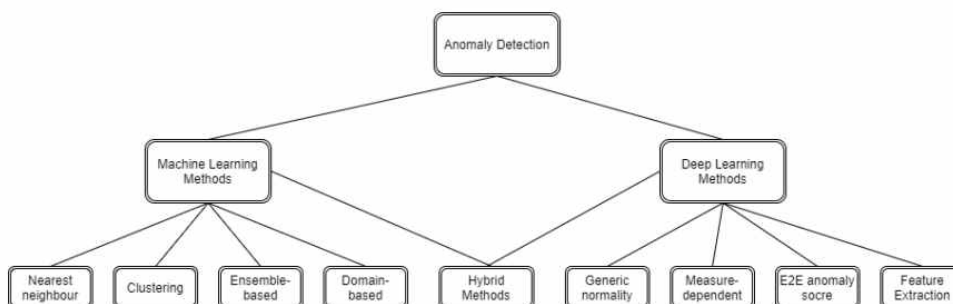 Anomaly Detection
Machine Learning
Methods
Deep Learning
Methods
Nearest
neighbour
Clustering
Ensemble-
based
Domain-
based
Hybrid
Methods
Generic
normality
Measure-
dependent
E2E anomaly
socre
Feature
Extraction